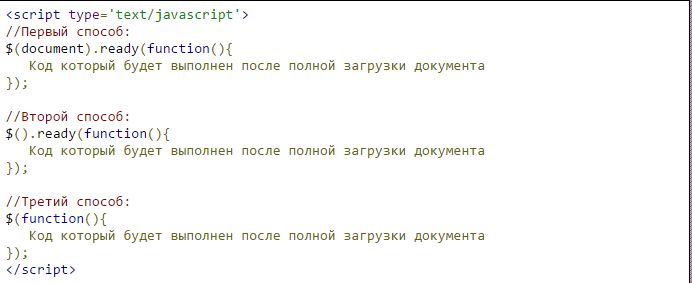 <script type='text/javascript'>
//Первый способ:
$(document).ready(function(){
   Код который будет выполнен после полной загрузки документа
});

//Второй способ:
$().ready(function(){
   Код который будет выполнен после полной загрузки документа
});

//Третий способ:
$(function(){
   Код который будет выполнен после полной загрузки документа
});
</script>